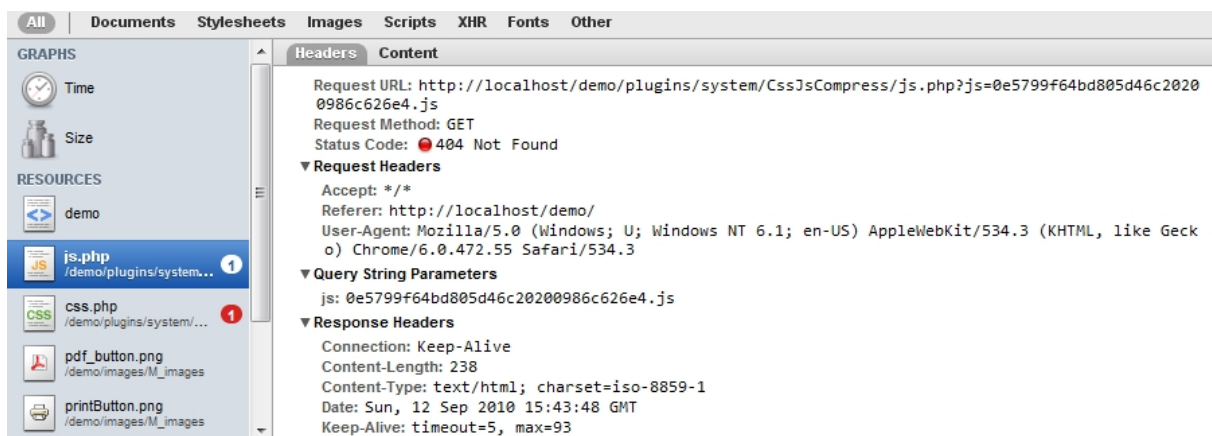 All Documents Stylesheets Images Scripts XHR Fonts Other
GRAPHS
Time
Size
RESOURCES
demo
js.php
/demo/plugins/system... 1
css.php
/demo/plugins/system/... 1
pdf_button.png
/demo/images/M_images
printButton.png
/demo/images/M_images
Headers Content
Request URL: http://localhost/demo/plugins/system/CssJsCompress/js.php?js=0e5799f64bd805d46c2020
0986c626e4.js
Request Method: GET
Status Code: 404 Not Found
Request Headers
Accept: */*
Referer: http://localhost/demo/
User-Agent: Mozilla/5.0 (Windows; U; Windows NT 6.1; en-US) AppleWebKit/534.3 (KHTML, like Geck
o) Chrome/6.0.472.55 Safari/534.3
Query String Parameters
js: 0e5799f64bd805d46c20200986c626e4.js
Response Headers
Connection: Keep-Alive
Content-Length: 238
Content-Type: text/html; charset=iso-8859-1
Date: Sun, 12 Sep 2010 15:43:48 GMT
Keep-Alive: timeout=5, max=93